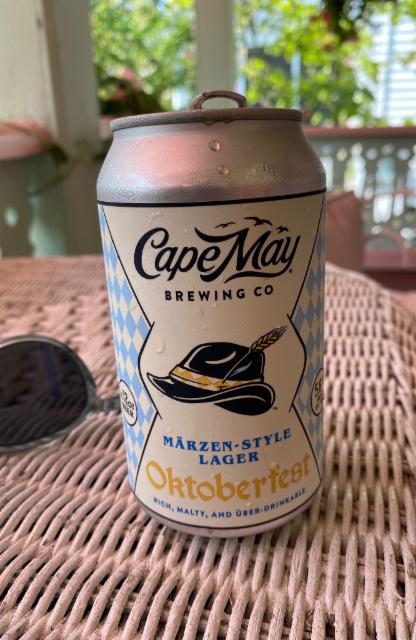 Cape May
BREWING CO
MÄRZEN-STYLE
LAGER
Oktoberfest
RICH, MALTY, AND ÜBER-DRINKABLE